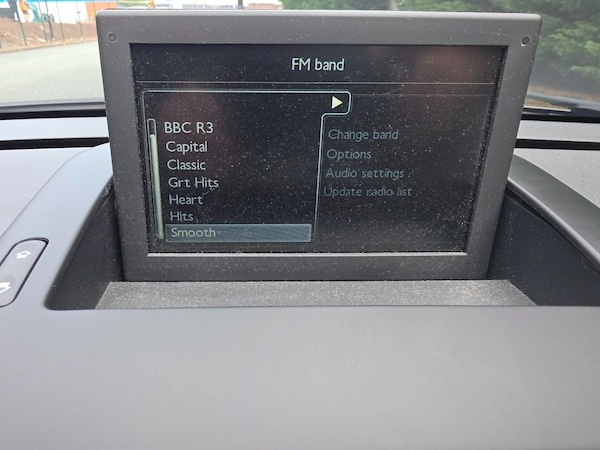 FM band
BBC R3
Capital
Classic
Grt Hits
Heart
Hits
Smooth
Change band
Options
Audio settings
Update radio list